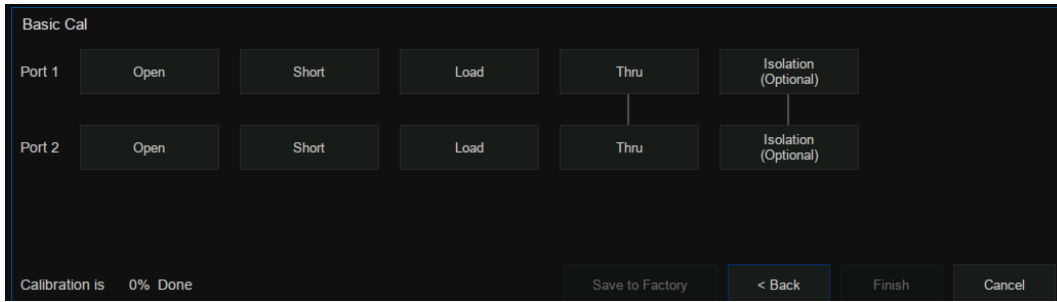 Basic Cal
Port 1 Open Short Load Thru Isolation
(Optional)
Port 2 Open Short Load Thru Isolation
(Optional)
Calibration is 0% Done Save to Factory < Back Finish Cancel